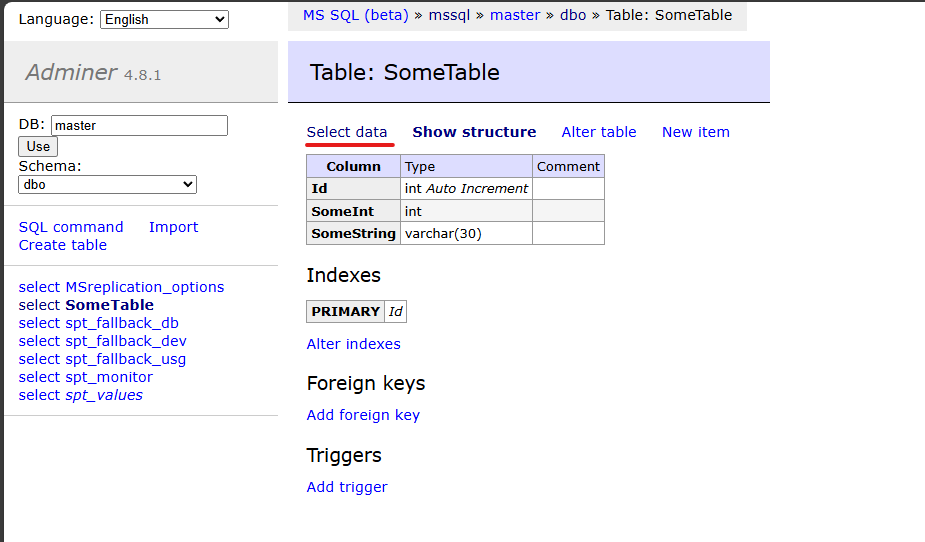 Language: English
MS SQL (beta) » mssql » master » dbo » Table: SomeTable
Adminer 4.8.1
Table: SomeTable
DB: master
Use
Schema:
dbo
SQL command Import
Create table
select MSreplication_options
select SomeTable
select spt_fallback_db
select spt_fallback_dev
select spt_fallback_usg
select spt_monitor
select spt_values
Select data Show structure Alter table New item
Column Type Comment
Id int Auto Increment
SomeInt int
SomeString varchar(30)
Indexes
PRIMARY Id
Alter indexes
Foreign keys
Add foreign key
Triggers
Add trigger